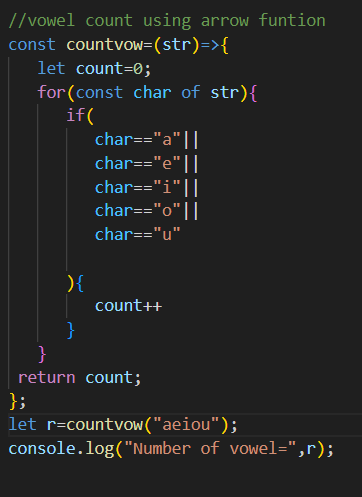 //vowel count using arrow funtion
const countvow=(str)=>{
let count=0;
for(const char of str){
if(
char=="a"||
char=="e"||
char=="i"||
char=="o"||
char=="u"
){
count++
}
}
return count;
};
let r=countvow("aeiou");
console.log("Number of vowel=",r);